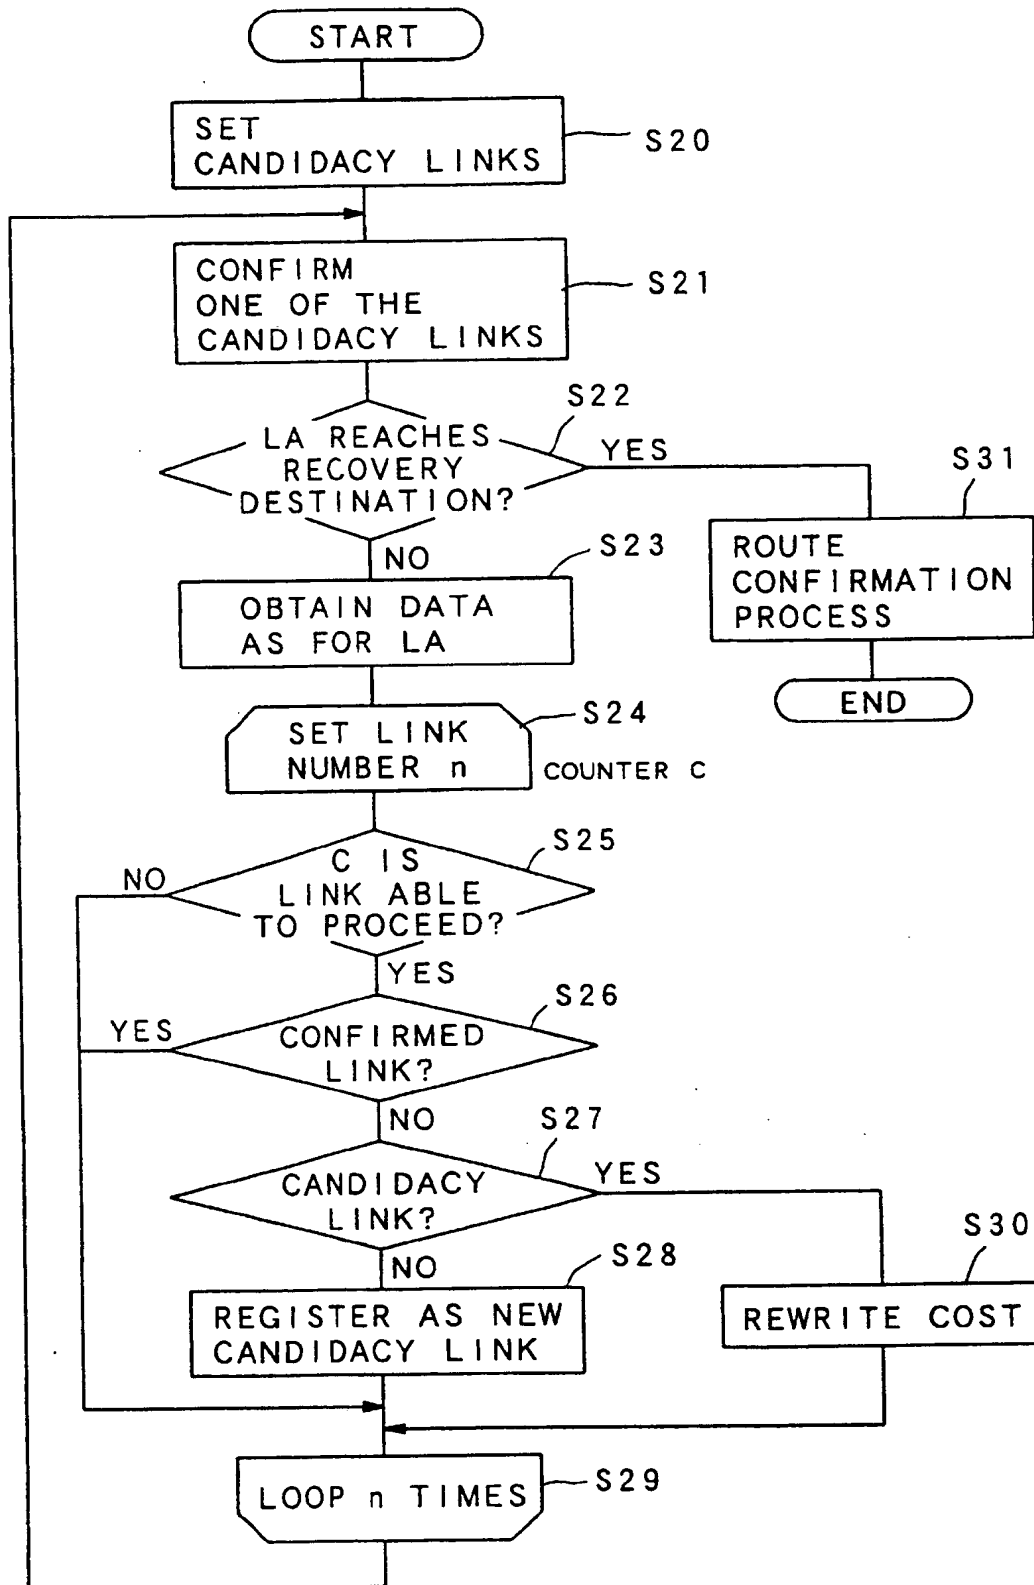 START
SET
CANDIDACY LINKS
S20
CONFIRM
ONE OF THE
CANDIDACY LINKS
S21
LA REACHES
RECOVERY
DESTINATION?
S22
YES
NO
S31
ROUTE
CONFIRMATION
PROCESS
END
S23
OBTAIN DATA
AS FOR LA
S24
SET LINK
NUMBER n
COUNTER C
S25
C IS
LINK ABLE
TO PROCEED?
NO
YES
S26
CONFIRMED
LINK?
YES
NO
S27
CANDIDACY
LINK?
YES
NO
S28
REGISTER AS NEW
CANDIDACY LINK
S30
REWRITE COST
S29
LOOP n TIMES